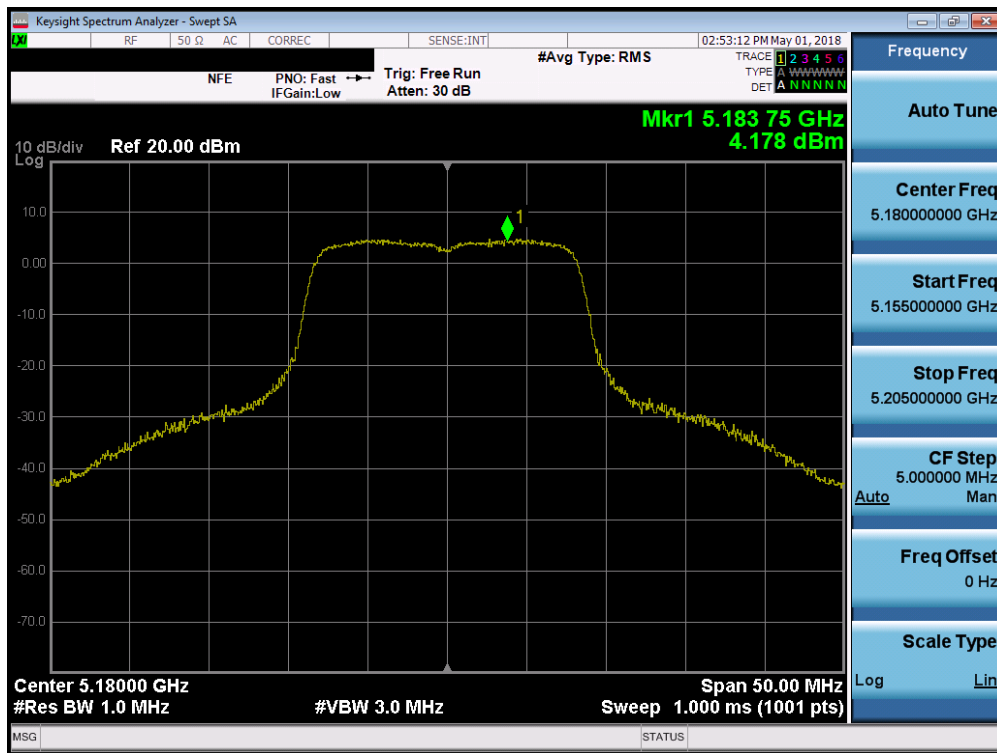 Keysight Spectrum Analyzer - Swept SA
LXI RF 50 Ω AC CORREC SENSE:INT 02:53:12 PM May 01, 2018
NFE PNO: Fast Trig: Free Run #Avg Type: RMS TRACE 1 2 3 4 5 6
IFGain:Low Atten: 30 dB TYPE A WWWWW
DET A N N N N N
Mkr1 5.183 75 GHz
4.178 dBm
10 dB/div Ref 20.00 dBm
Log
1
10.0
0.00
-10.0
-20.0
-30.0
-40.0
-50.0
-60.0
-70.0
Center 5.18000 GHz Span 50.00 MHz
#Res BW 1.0 MHz #VBW 3.0 MHz Sweep 1.000 ms (1001 pts)
MSG STATUS
Frequency
Auto Tune
Center Freq
5.180000000 GHz
Start Freq
5.155000000 GHz
Stop Freq
5.205000000 GHz
CF Step
5.000000 MHz
Auto Man
Freq Offset
0 Hz
Scale Type
Log Lin